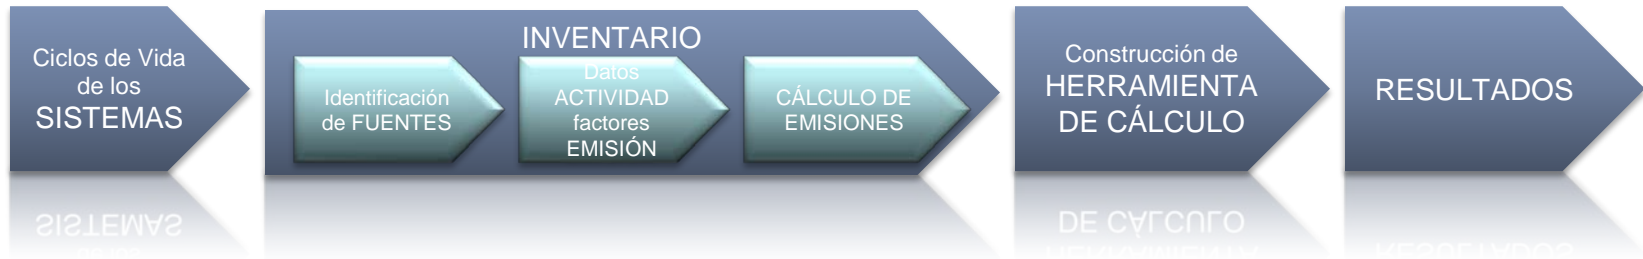 Ciclos de Vida
de los
SISTEMAS
INVENTARIO
Identificación
de FUENTES
Datos
ACTIVIDAD
factores
EMISIÓN
CÁLCULO DE
EMISIONES
Construcción de
HERRAMIENTA
DE CÁLCULO
RESULTADOS